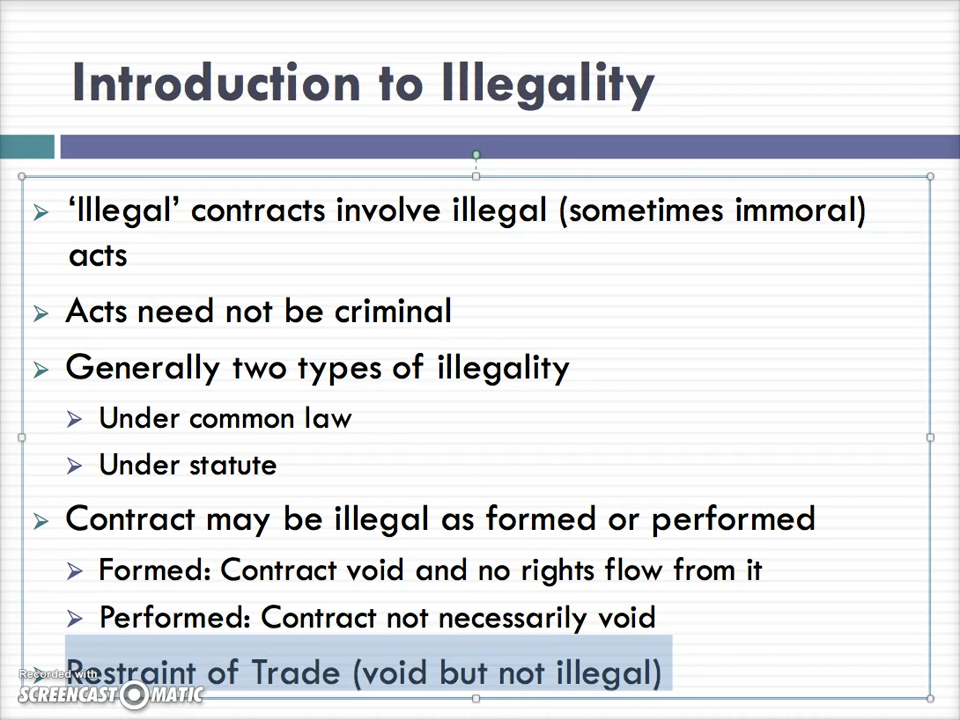 Introduction to Illegality
‘Illegal’ contracts involve illegal (sometimes immoral)
acts
Acts need not be criminal
Generally two types of illegality
Under common law
Under statute
Contract may be illegal as formed or performed
Formed: Contract void and no rights flow from it
Performed: Contract not necessarily void
Restraint of Trade (void but not illegal)
Recorded with
SCREENCAST MATIC